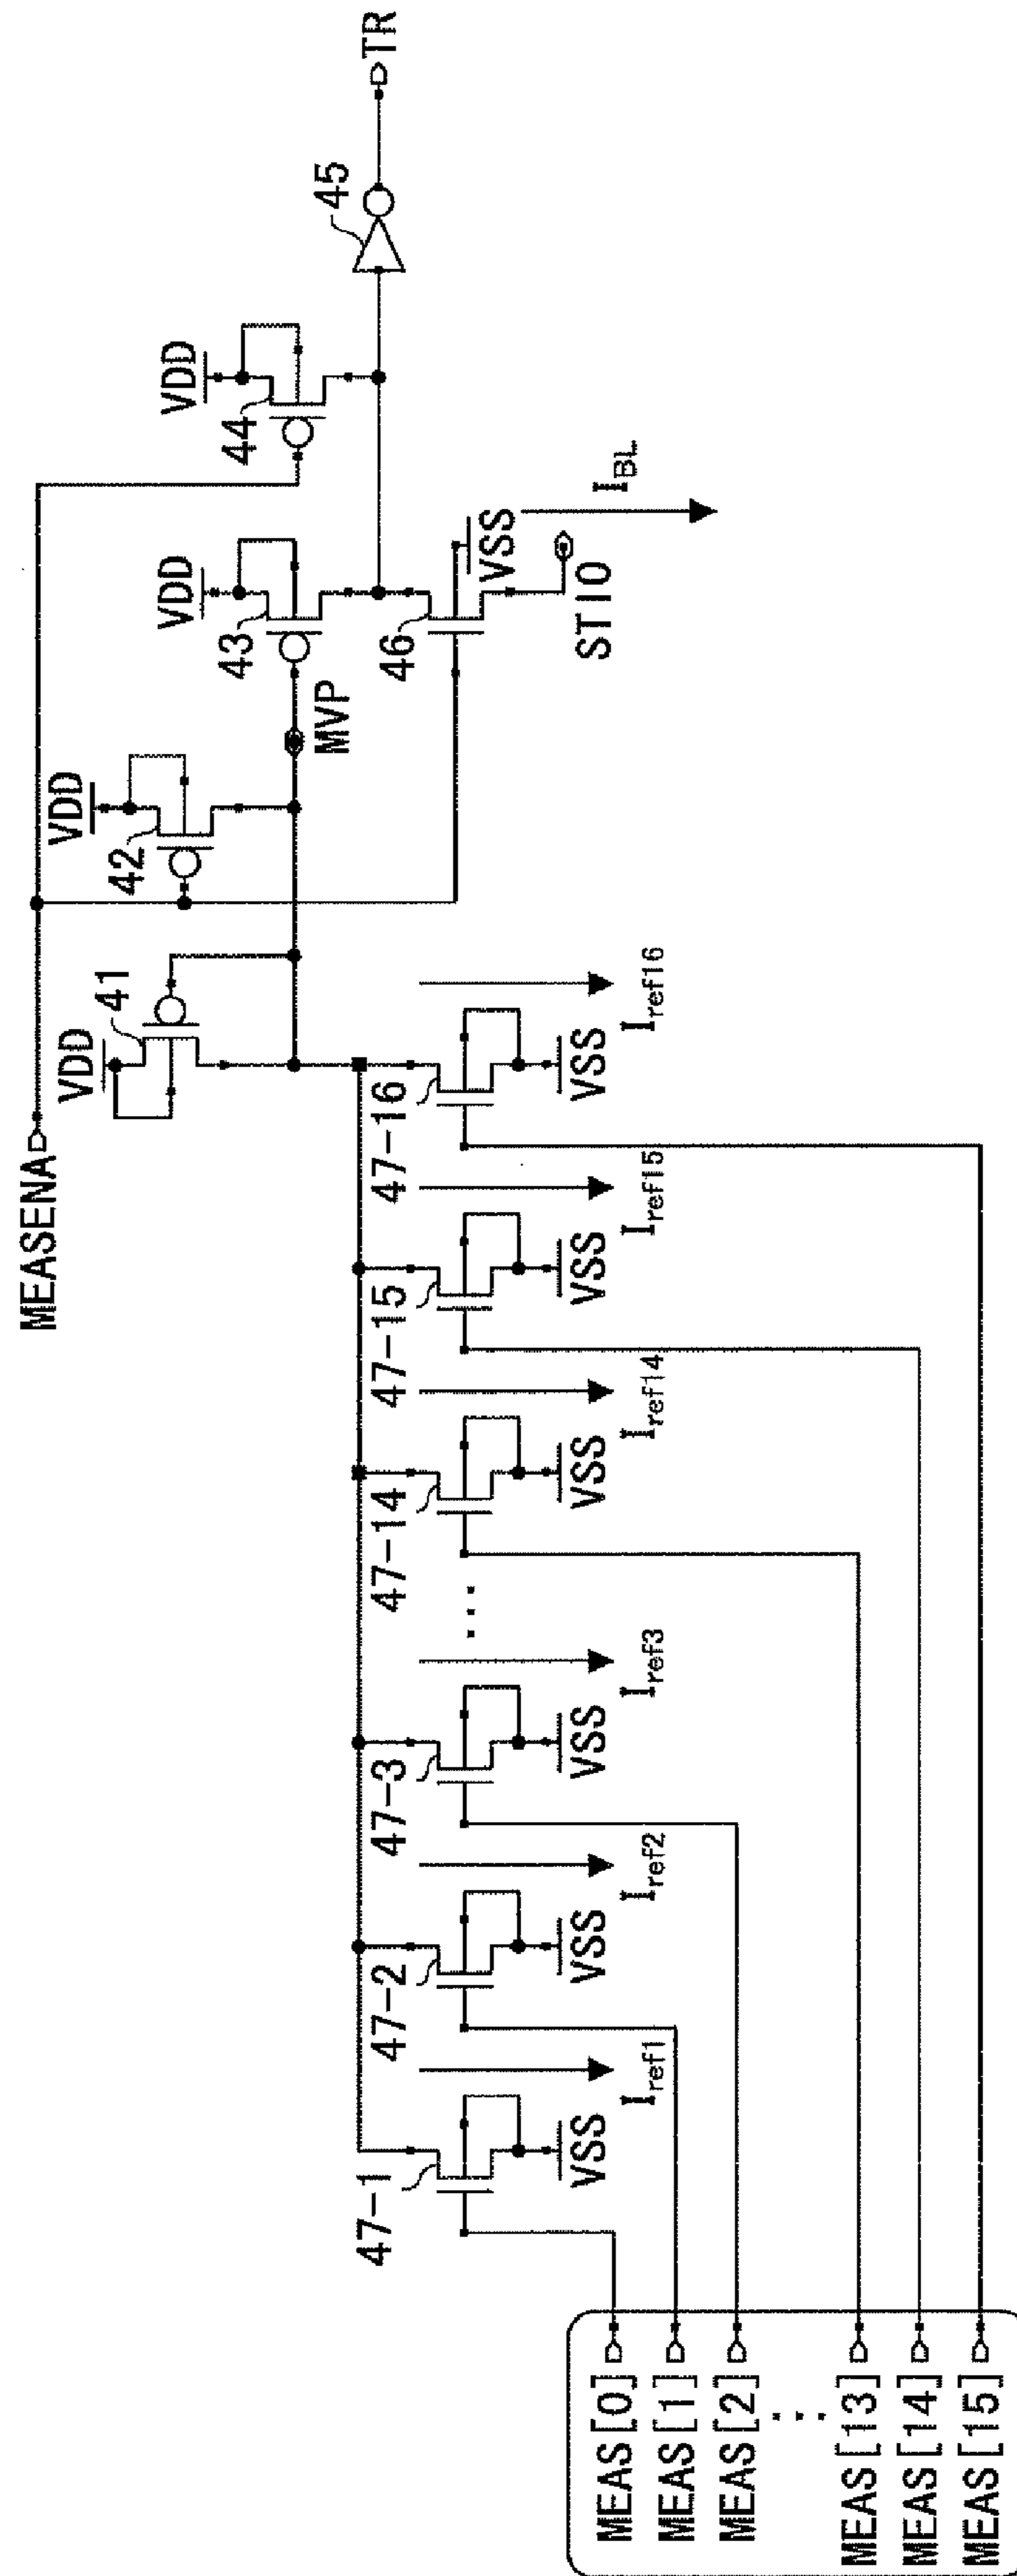 MEASENA
VDD
41
VDD
42
VDD
43
VDD
44
45
TR
MVP
46
VSS
I_BL
STIO
47-1
47-2
47-3
...
47-14
47-15
47-16
VSS
VSS
VSS
VSS
VSS
VSS
Iref1
Iref2
Iref3
Iref14
Iref15
Iref16
MEAS[0]
MEAS[1]
MEAS[2]
...
MEAS[13]
MEAS[14]
MEAS[15]